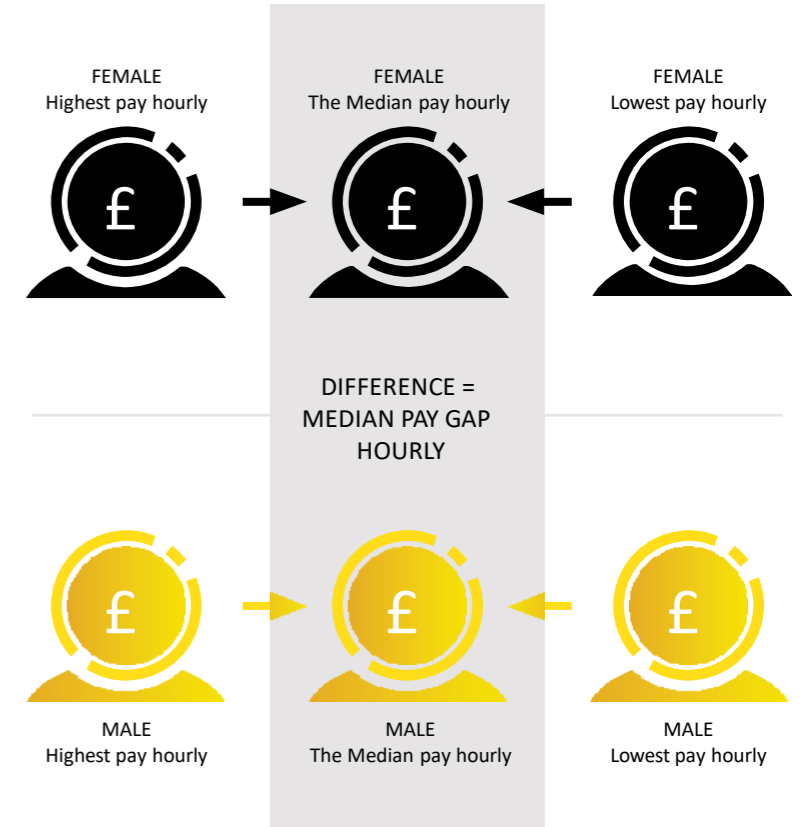 FEMALE
Highest pay hourly
FEMALE
The Median pay hourly
FEMALE
Lowest pay hourly
£
£
£
DIFFERENCE =
MEDIAN PAY GAP
HOURLY
£
£
£
MALE
Highest pay hourly
MALE
The Median pay hourly
MALE
Lowest pay hourly